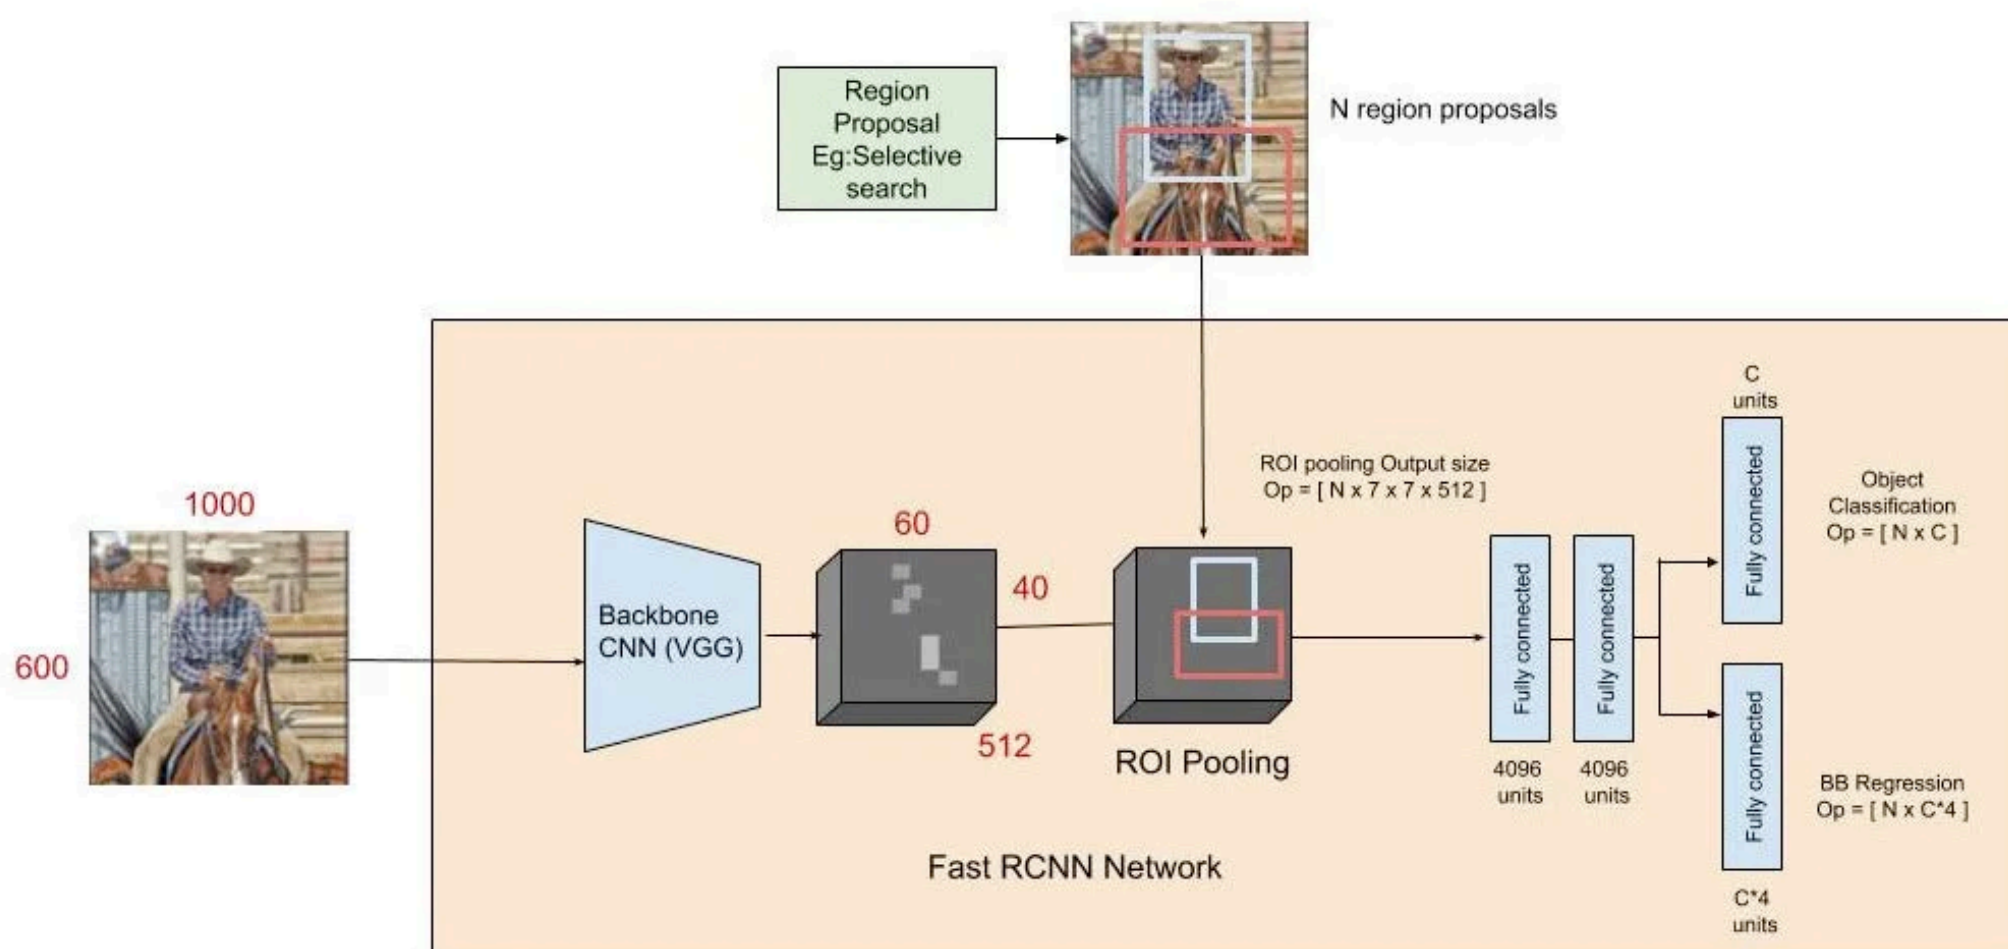 Region
Proposal
Eg:Selective
search
N region proposals
C
units
ROI pooling Output size
Op = [ N x 7 x 7 x 512 ]
Fully connected
Object
Classification
Op = [ N x C ]
1000
600
Backbone
CNN (VGG)
60
40
512
ROI Pooling
Fully connected
4096
units
Fully connected
4096
units
Fully connected
BB Regression
Op = [ N x C*4 ]
C*4
units
Fast RCNN Network